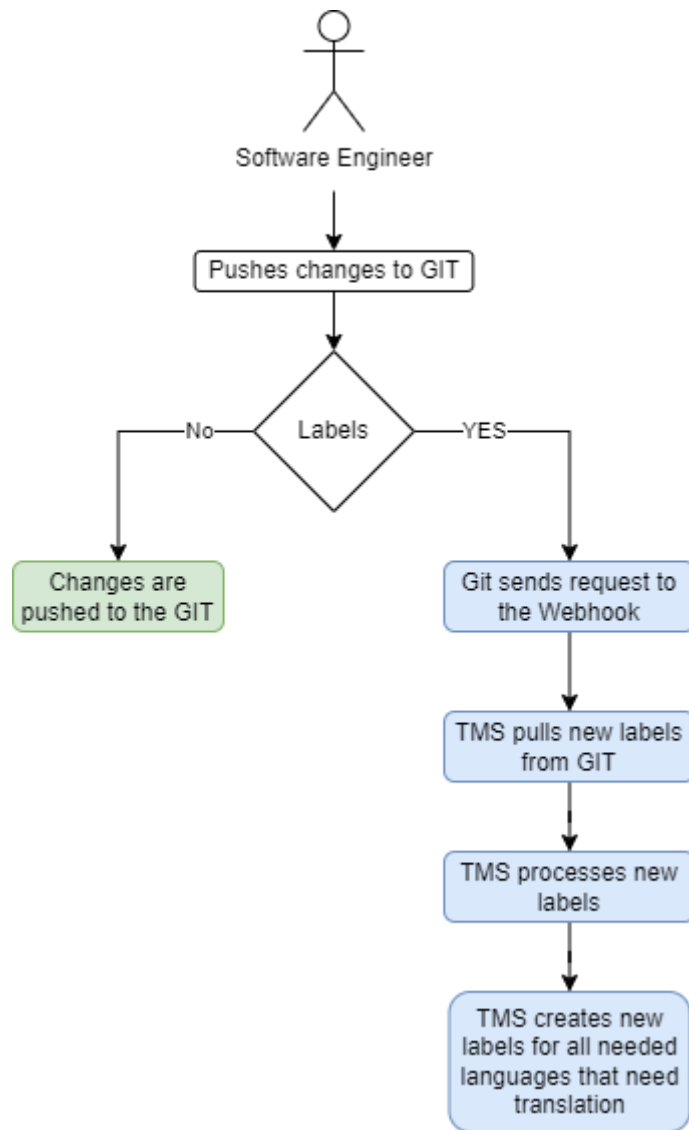 Software Engineer
Pushes changes to GIT
Labels
No
YES
Changes are
pushed to the GIT
Git sends request to
the Webhook
TMS pulls new labels
from GIT
TMS processes new
labels
TMS creates new
labels for all needed
languages that need
translation